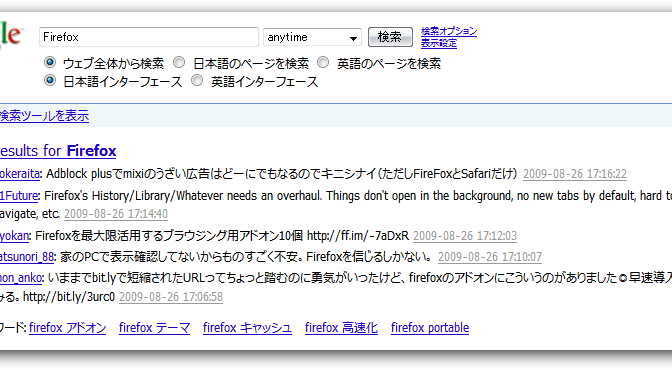 gle Firefox anytime 検索 検索オプション
表示設定
ウェブ全体から検索 日本語のページを検索 英語のページを検索
日本語インターフェース 英語インターフェース
検索ツールを表示
results for Firefox
okeraita: Adblock plusでmixiのうざい広告はどーにでもなるのでキニシナイ（ただしFireFoxとSafariだけ） 2009-08-26 17:16:22
1Future: Firefox's History/Library/Whatever needs an overhaul. Things don't open in the background, no new tabs by default, hard to
avigate, etc. 2009-08-26 17:14:40
yokan: Firefoxを最大限活用するブラウジング用アドオン10個 http://ff.im/-7aDxR 2009-08-26 17:12:03
atsunori_88: 家のPCで表示確認してないからものすごく不安。Firefoxを信じるしかない。 2009-08-26 17:10:07
non_anko: いままでbit.lyで短縮されたURLってちょっと踏むのに勇気がいったけど、firefoxのアドオンにこういうのがありました◎早速導入
みる。http://bit.ly/3urc0 2009-08-26 17:06:58
ワード: firefox アドオン firefox テーマ firefox キャッシュ firefox 高速化 firefox portable